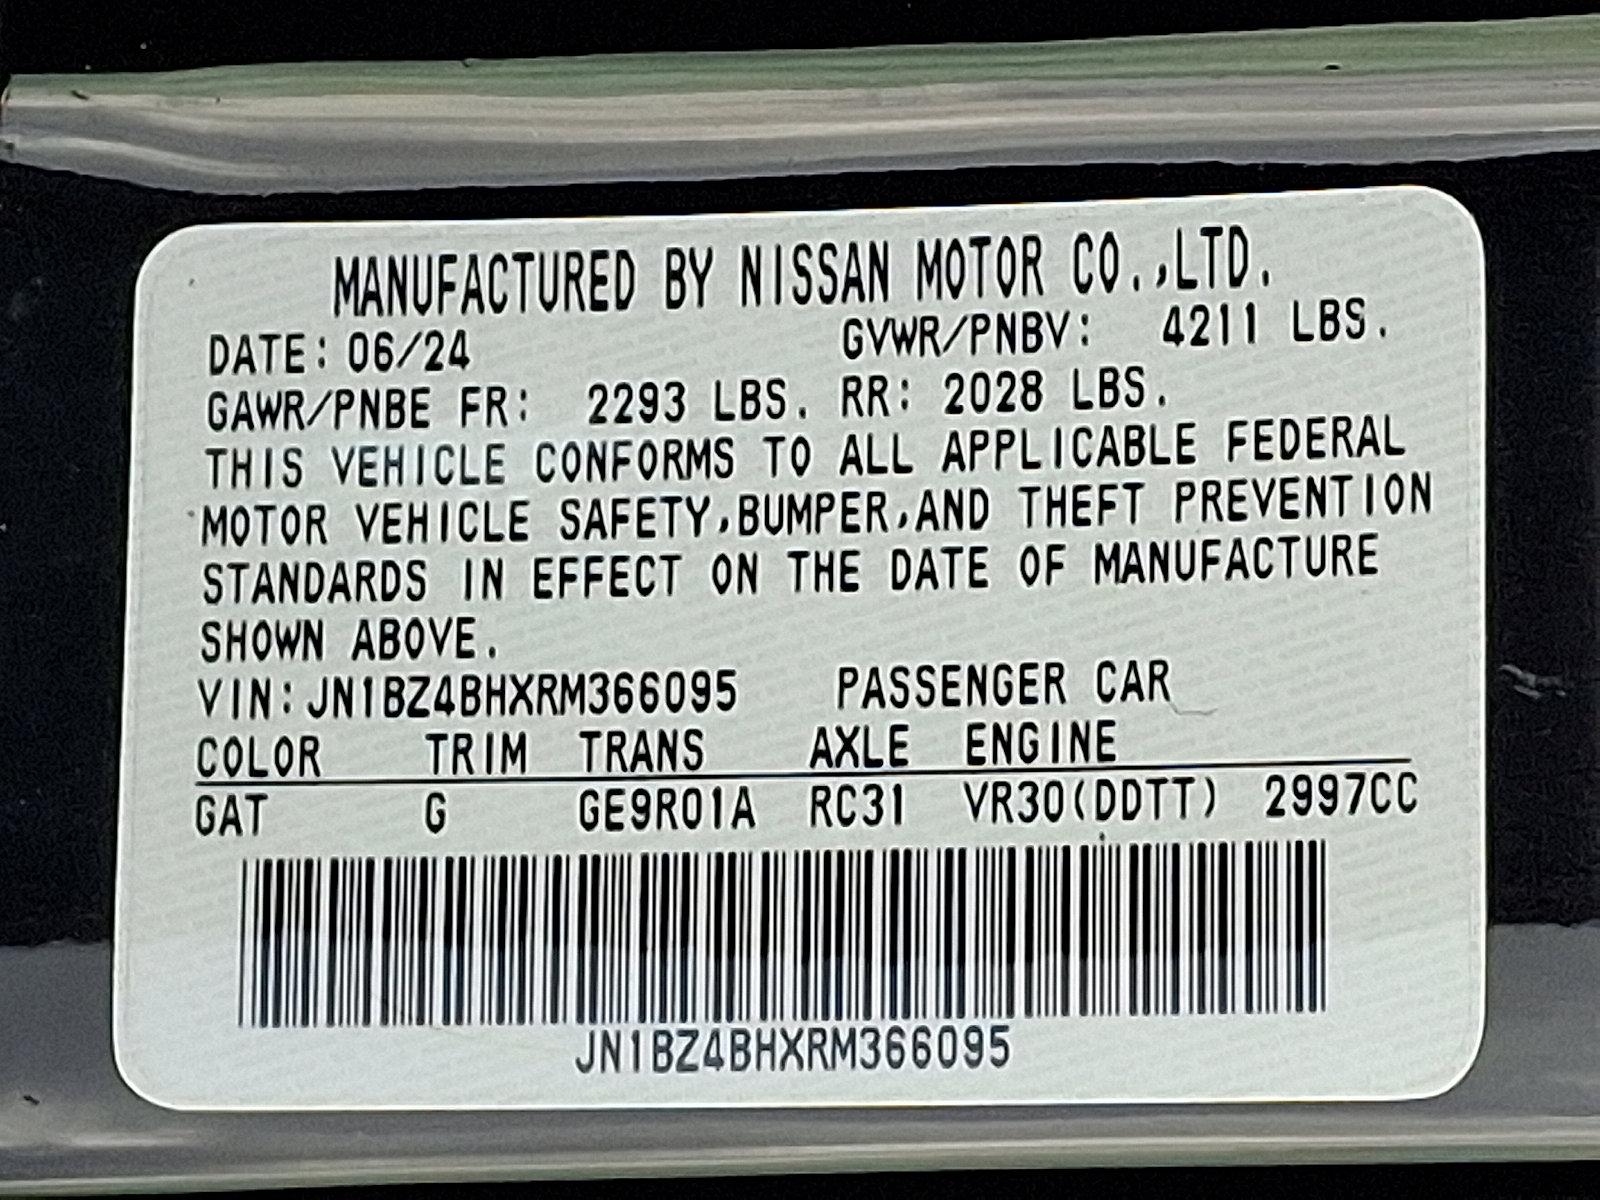 MANUFACTURED BY NISSAN MOTOR CO.,LTD.
DATE: 06/24 GVWR/PNBV: 4211 LBS.
GAWR/PNBE FR: 2293 LBS. RR: 2028 LBS.
THIS VEHICLE CONFORMS TO ALL APPLICABLE FEDERAL
MOTOR VEHICLE SAFETY,BUMPER,AND THEFT PREVENTION
STANDARDS IN EFFECT ON THE DATE OF MANUFACTURE
SHOWN ABOVE.
VIN:JN1BZ4BHXRM366095 PASSENGER CAR
COLOR TRIM TRANS AXLE ENGINE
GAT G GE9R01A RC31 VR30(DDTT) 2997CC
JN1BZ4BHXRM366095